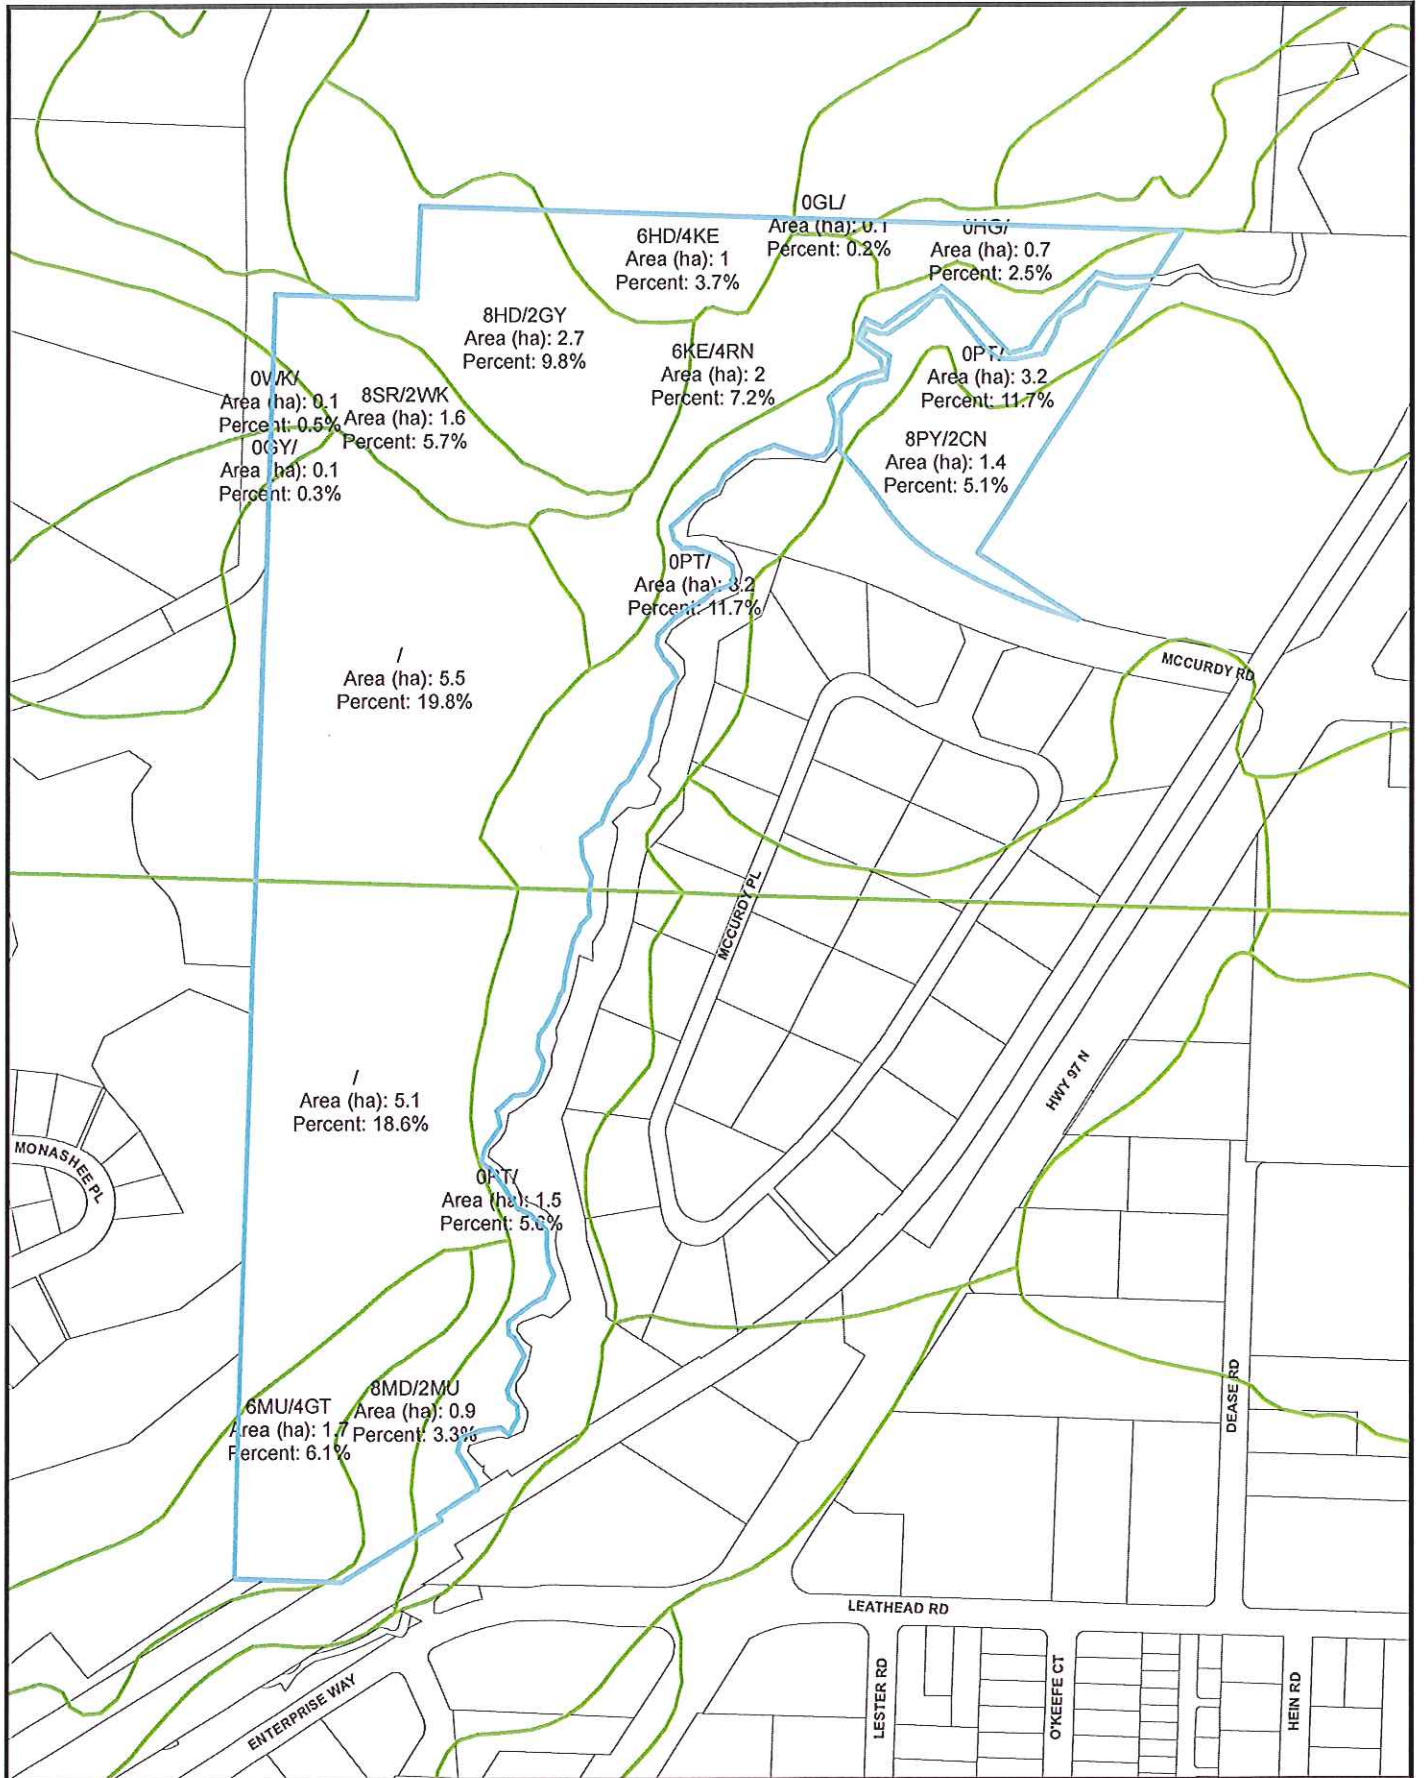 0GL/
Area (ha): 0.1
Percent: 0.2%
0HG/
Area (ha): 0.7
Percent: 2.5%
6HD/4KE
Area (ha): 1
Percent: 3.7%
8HD/2GY
Area (ha): 2.7
Percent: 9.8%
6KE/4RN
Area (ha): 2
Percent: 7.2%
0PT/
Area (ha): 3.2
Percent: 11.7%
0WK/
Area (ha): 0.1
Percent: 0.5%
8SR/2WK
Area (ha): 1.6
Percent: 5.7%
0GY/
Area (ha): 0.1
Percent: 0.3%
8PY/2CN
Area (ha): 1.4
Percent: 5.1%
0PT/
Area (ha): 3.2
Percent: 11.7%
/
Area (ha): 5.5
Percent: 19.8%
MCCURDY RD
MCCURDY PL
/
Area (ha): 5.1
Percent: 18.6%
HWY 97 N
MONASHEE PL
0PT/
Area (ha): 1.5
Percent: 5.6%
8MD/2MU
Area (ha): 0.9
Percent: 3.3%
6MU/4GT
Area (ha): 1.7
Percent: 6.1%
DEASE RD
LEATHEAD RD
ENTERPRISE WAY
LESTER RD
O'KEEFE CT
HEIN RD